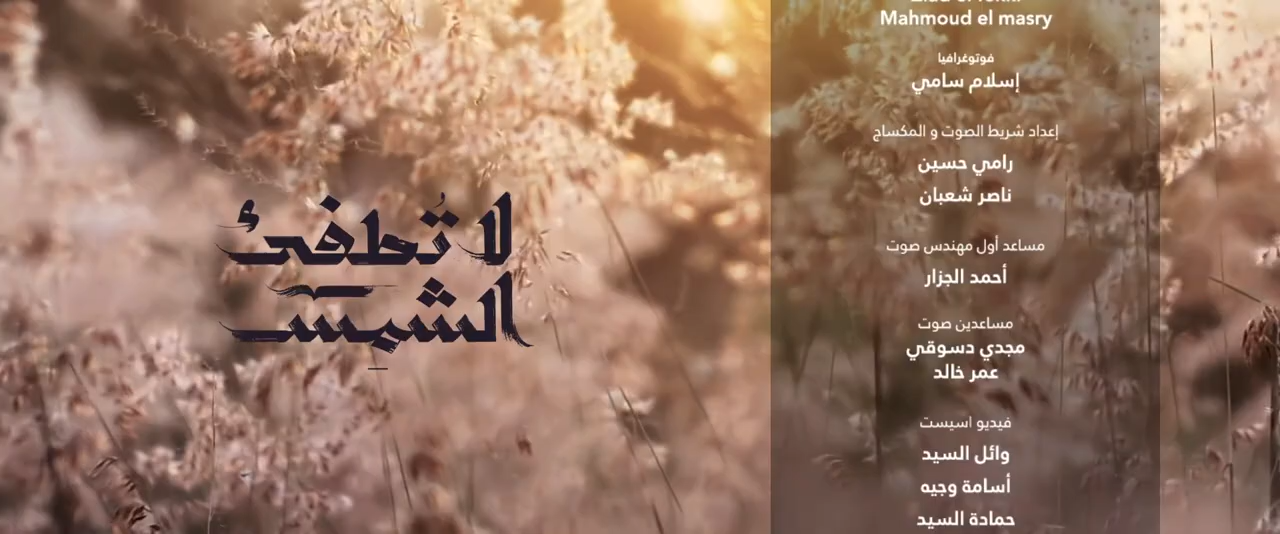 لا تُطفئ
الشمس
Mahmoud el masry
فوتوغرافيا
إسلام سامي
إعداد شريط الصوت و المكساج
رامي حسين
ناصر شعبان
مساعد أول مهندس صوت
أحمد الجزار
مساعدين صوت
مجدي دسوقي
عمر خالد
فيديو اسيست
وائل السيد
أسامة وجيه
حمادة السيد